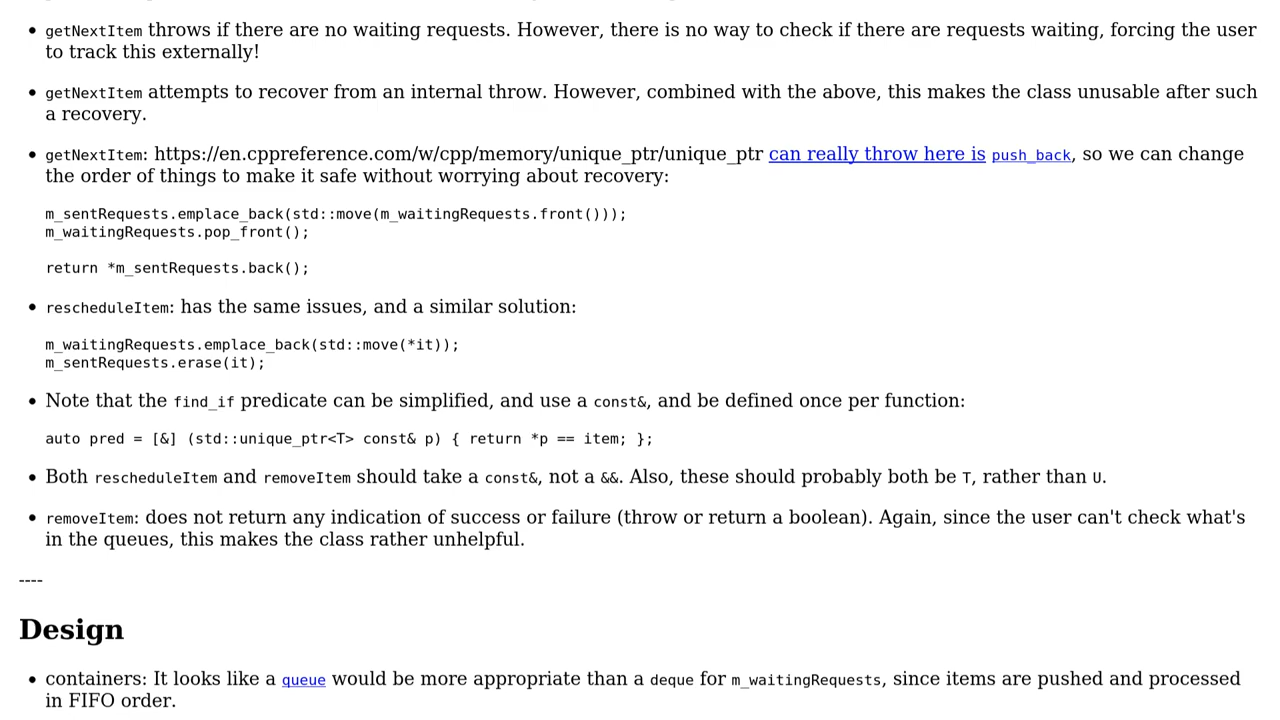 • getNextItem throws if there are no waiting requests. However, there is no way to check if there are requests waiting, forcing the user
to track this externally!
• getNextItem attempts to recover from an internal throw. However, combined with the above, this makes the class unusable after such
a recovery.
• getNextItem: https://en.cppreference.com/w/cpp/memory/unique_ptr/unique_ptr can really throw here is push_back, so we can change
the order of things to make it safe without worrying about recovery:
m_sentRequests.emplace_back(std::move(m_waitingRequests.front()));
m_waitingRequests.pop_front();
return *m_sentRequests.back();
• rescheduleItem: has the same issues, and a similar solution:
m_waitingRequests.emplace_back(std::move(*it));
m_sentRequests.erase(it);
• Note that the find_if predicate can be simplified, and use a const&, and be defined once per function:
auto pred = [&] (std::unique_ptr<T> const& p) { return *p == item; };
• Both rescheduleItem and removeItem should take a const&, not a &&. Also, these should probably both be T, rather than U.
• removeItem: does not return any indication of success or failure (throw or return a boolean). Again, since the user can't check what's
in the queues, this makes the class rather unhelpful.
----
Design
• containers: It looks like a queue would be more appropriate than a deque for m_waitingRequests, since items are pushed and processed
in FIFO order.